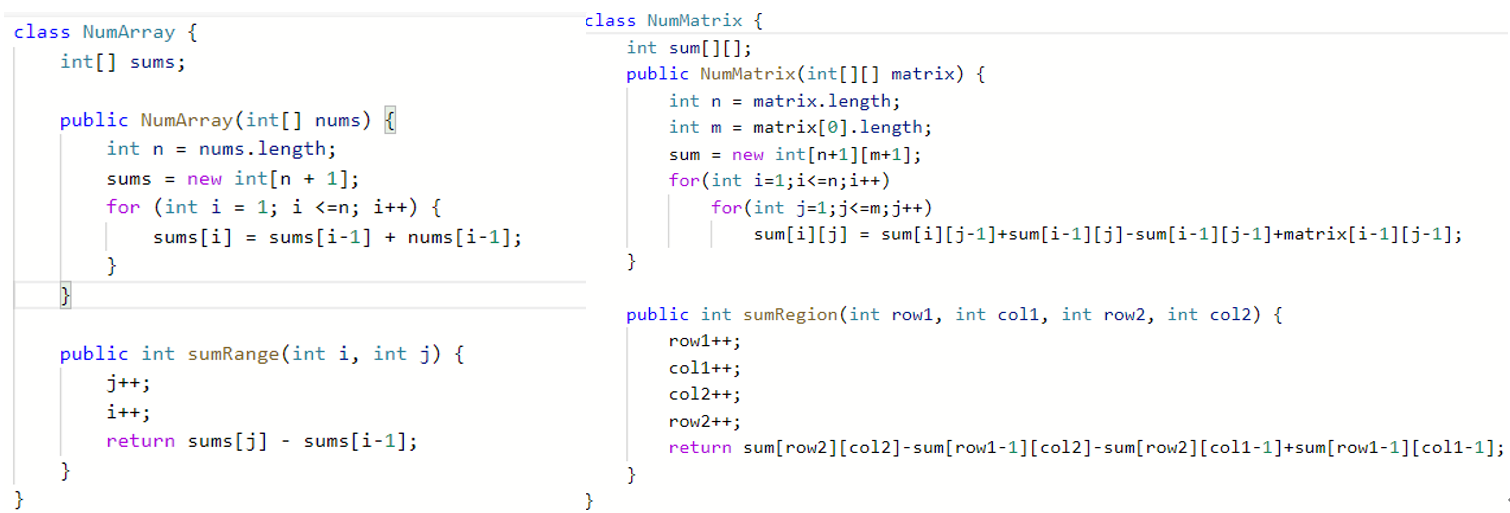 class NumArray {
    int[] sums;
    public NumArray(int[] nums) {
        int n = nums.length;
        sums = new int[n + 1];
        for (int i = 1; i <=n; i++) {
            sums[i] = sums[i-1] + nums[i-1];
        }
    }
    public int sumRange(int i, int j) {
        j++;
        i++;
        return sums[j] - sums[i-1];
    }
}
class NumMatrix {
    int sum[][];
    public NumMatrix(int[][] matrix) {
        int n = matrix.length;
        int m = matrix[0].length;
        sum = new int[n+1][m+1];
        for(int i=1;i<=n;i++)
            for(int j=1;j<=m;j++)
                sum[i][j] = sum[i][j-1]+sum[i-1][j]-sum[i-1][j-1]+matrix[i-1][j-1];
    }
    public int sumRegion(int row1, int col1, int row2, int col2) {
        row1++;
        col1++;
        col2++;
        row2++;
        return sum[row2][col2]-sum[row1-1][col2]-sum[row2][col1-1]+sum[row1-1][col1-1];
    }
}